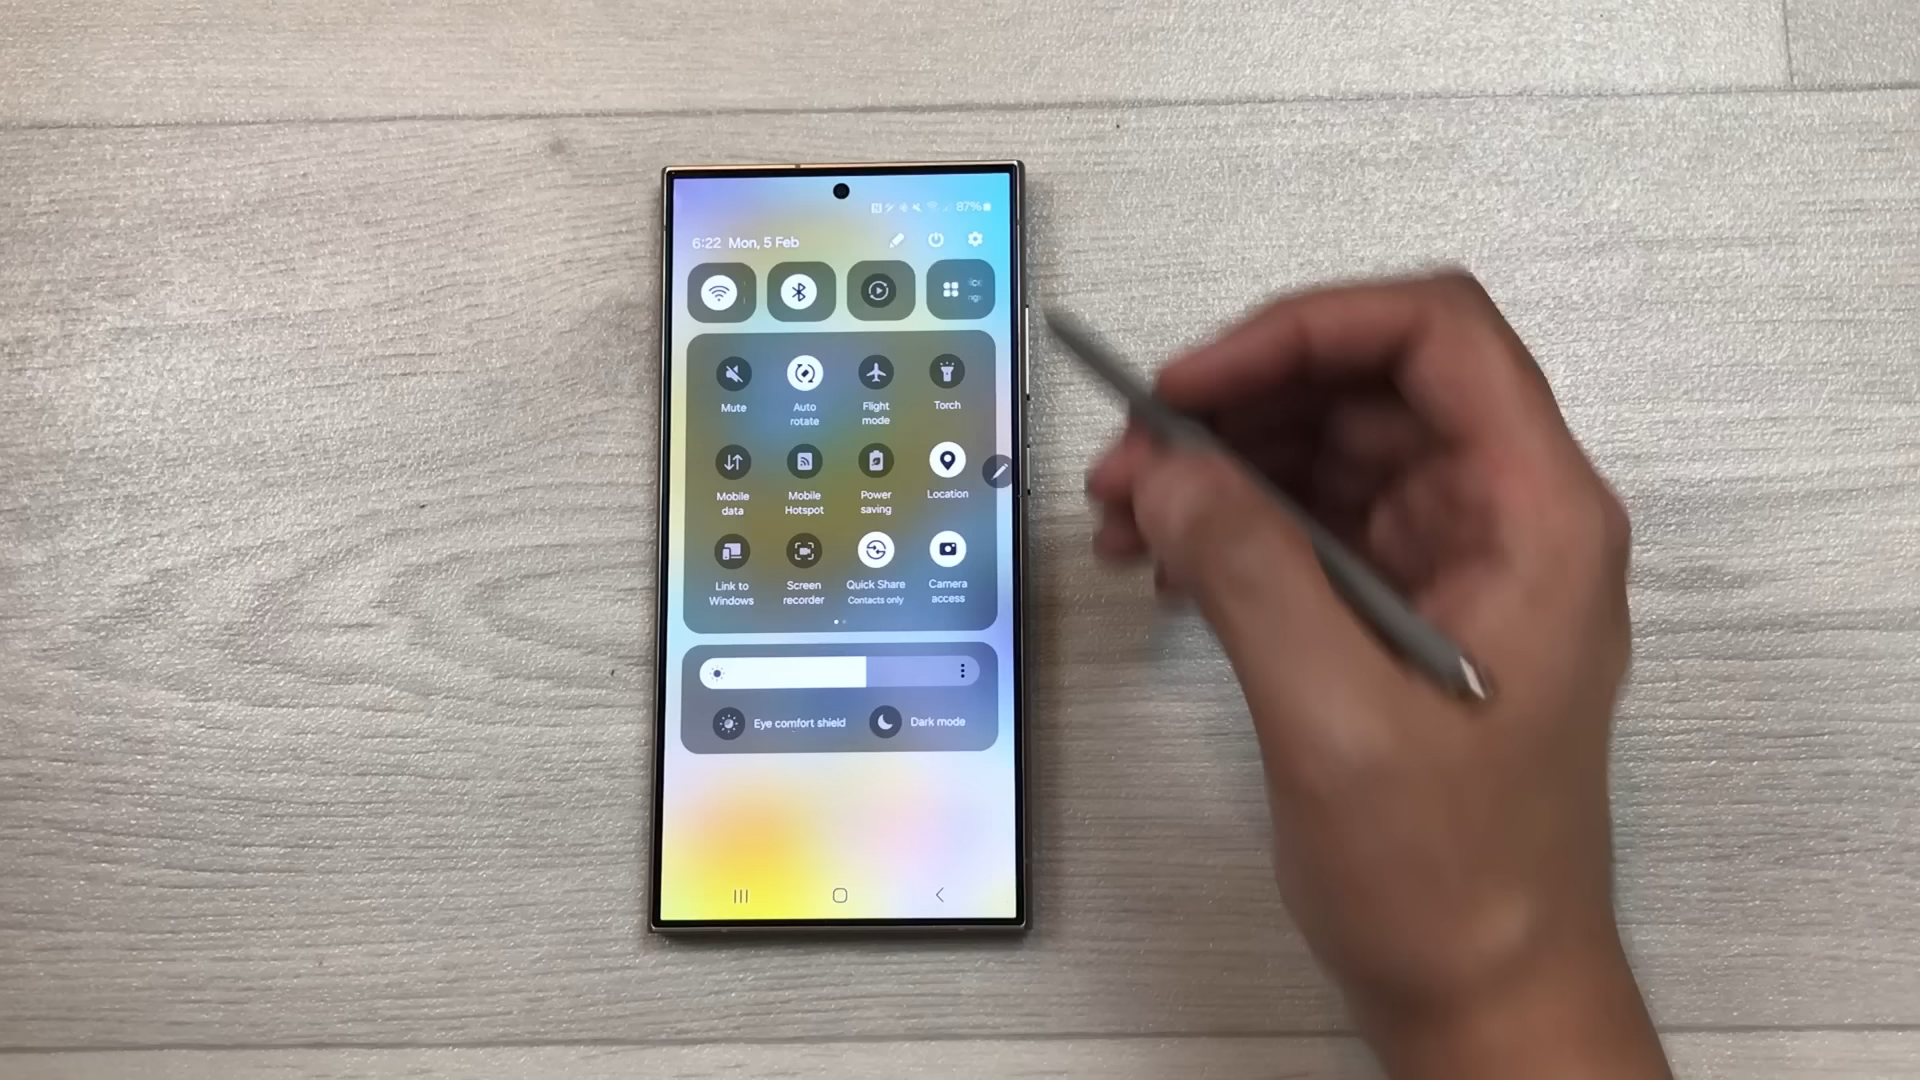 87%
6:22 Mon, 5 Feb
Mute
Auto
rotate
Flight
mode
Torch
Mobile
data
Mobile
Hotspot
Power
saving
Location
Link to
Windows
Screen
recorder
Quick Share
Contacts only
Camera
access
Eye comfort shield
Dark mode